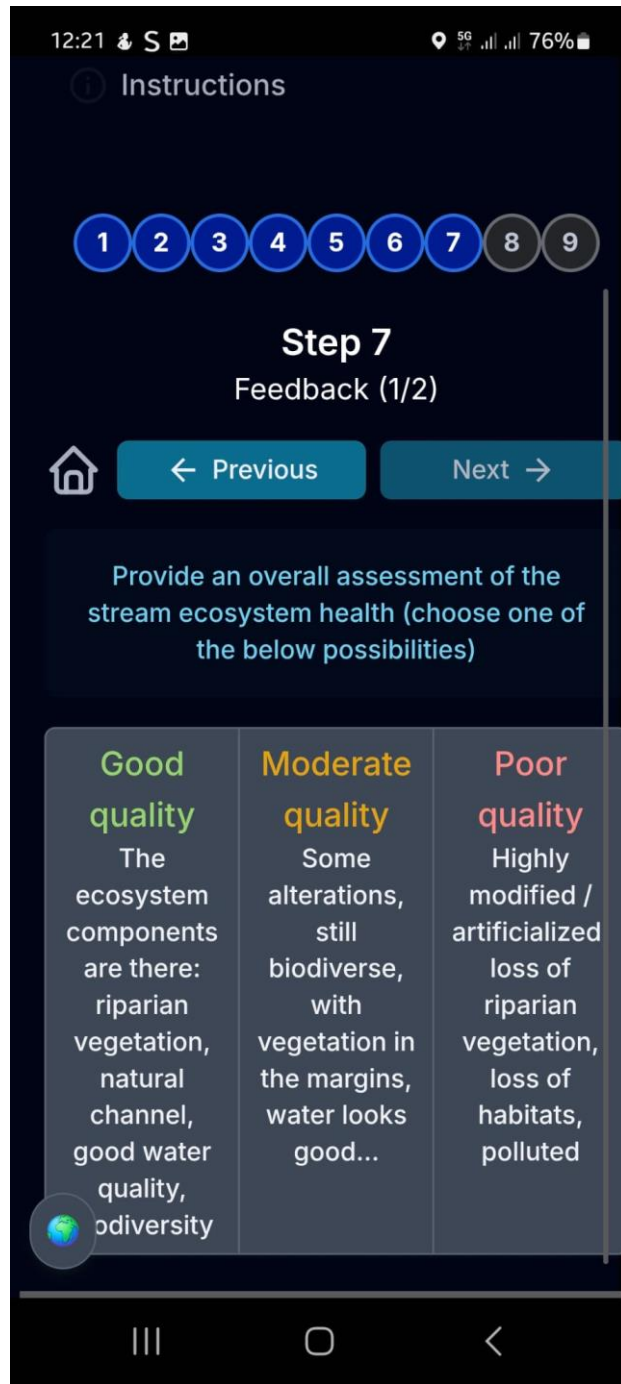 12:21 S 5G 76%
Instructions
1 2 3 4 5 6 7 8 9
Step 7
Feedback (1/2)
← Previous
Next →
Provide an overall assessment of the
stream ecosystem health (choose one of
the below possibilities)
Good
quality
The
ecosystem
components
are there:
riparian
vegetation,
natural
channel,
good water
quality,
odiversity
Moderate
quality
Some
alterations,
still
biodiverse,
with
vegetation in
the margins,
water looks
good...
Poor
quality
Highly
modified /
artificialized
loss of
riparian
vegetation,
loss of
habitats,
polluted